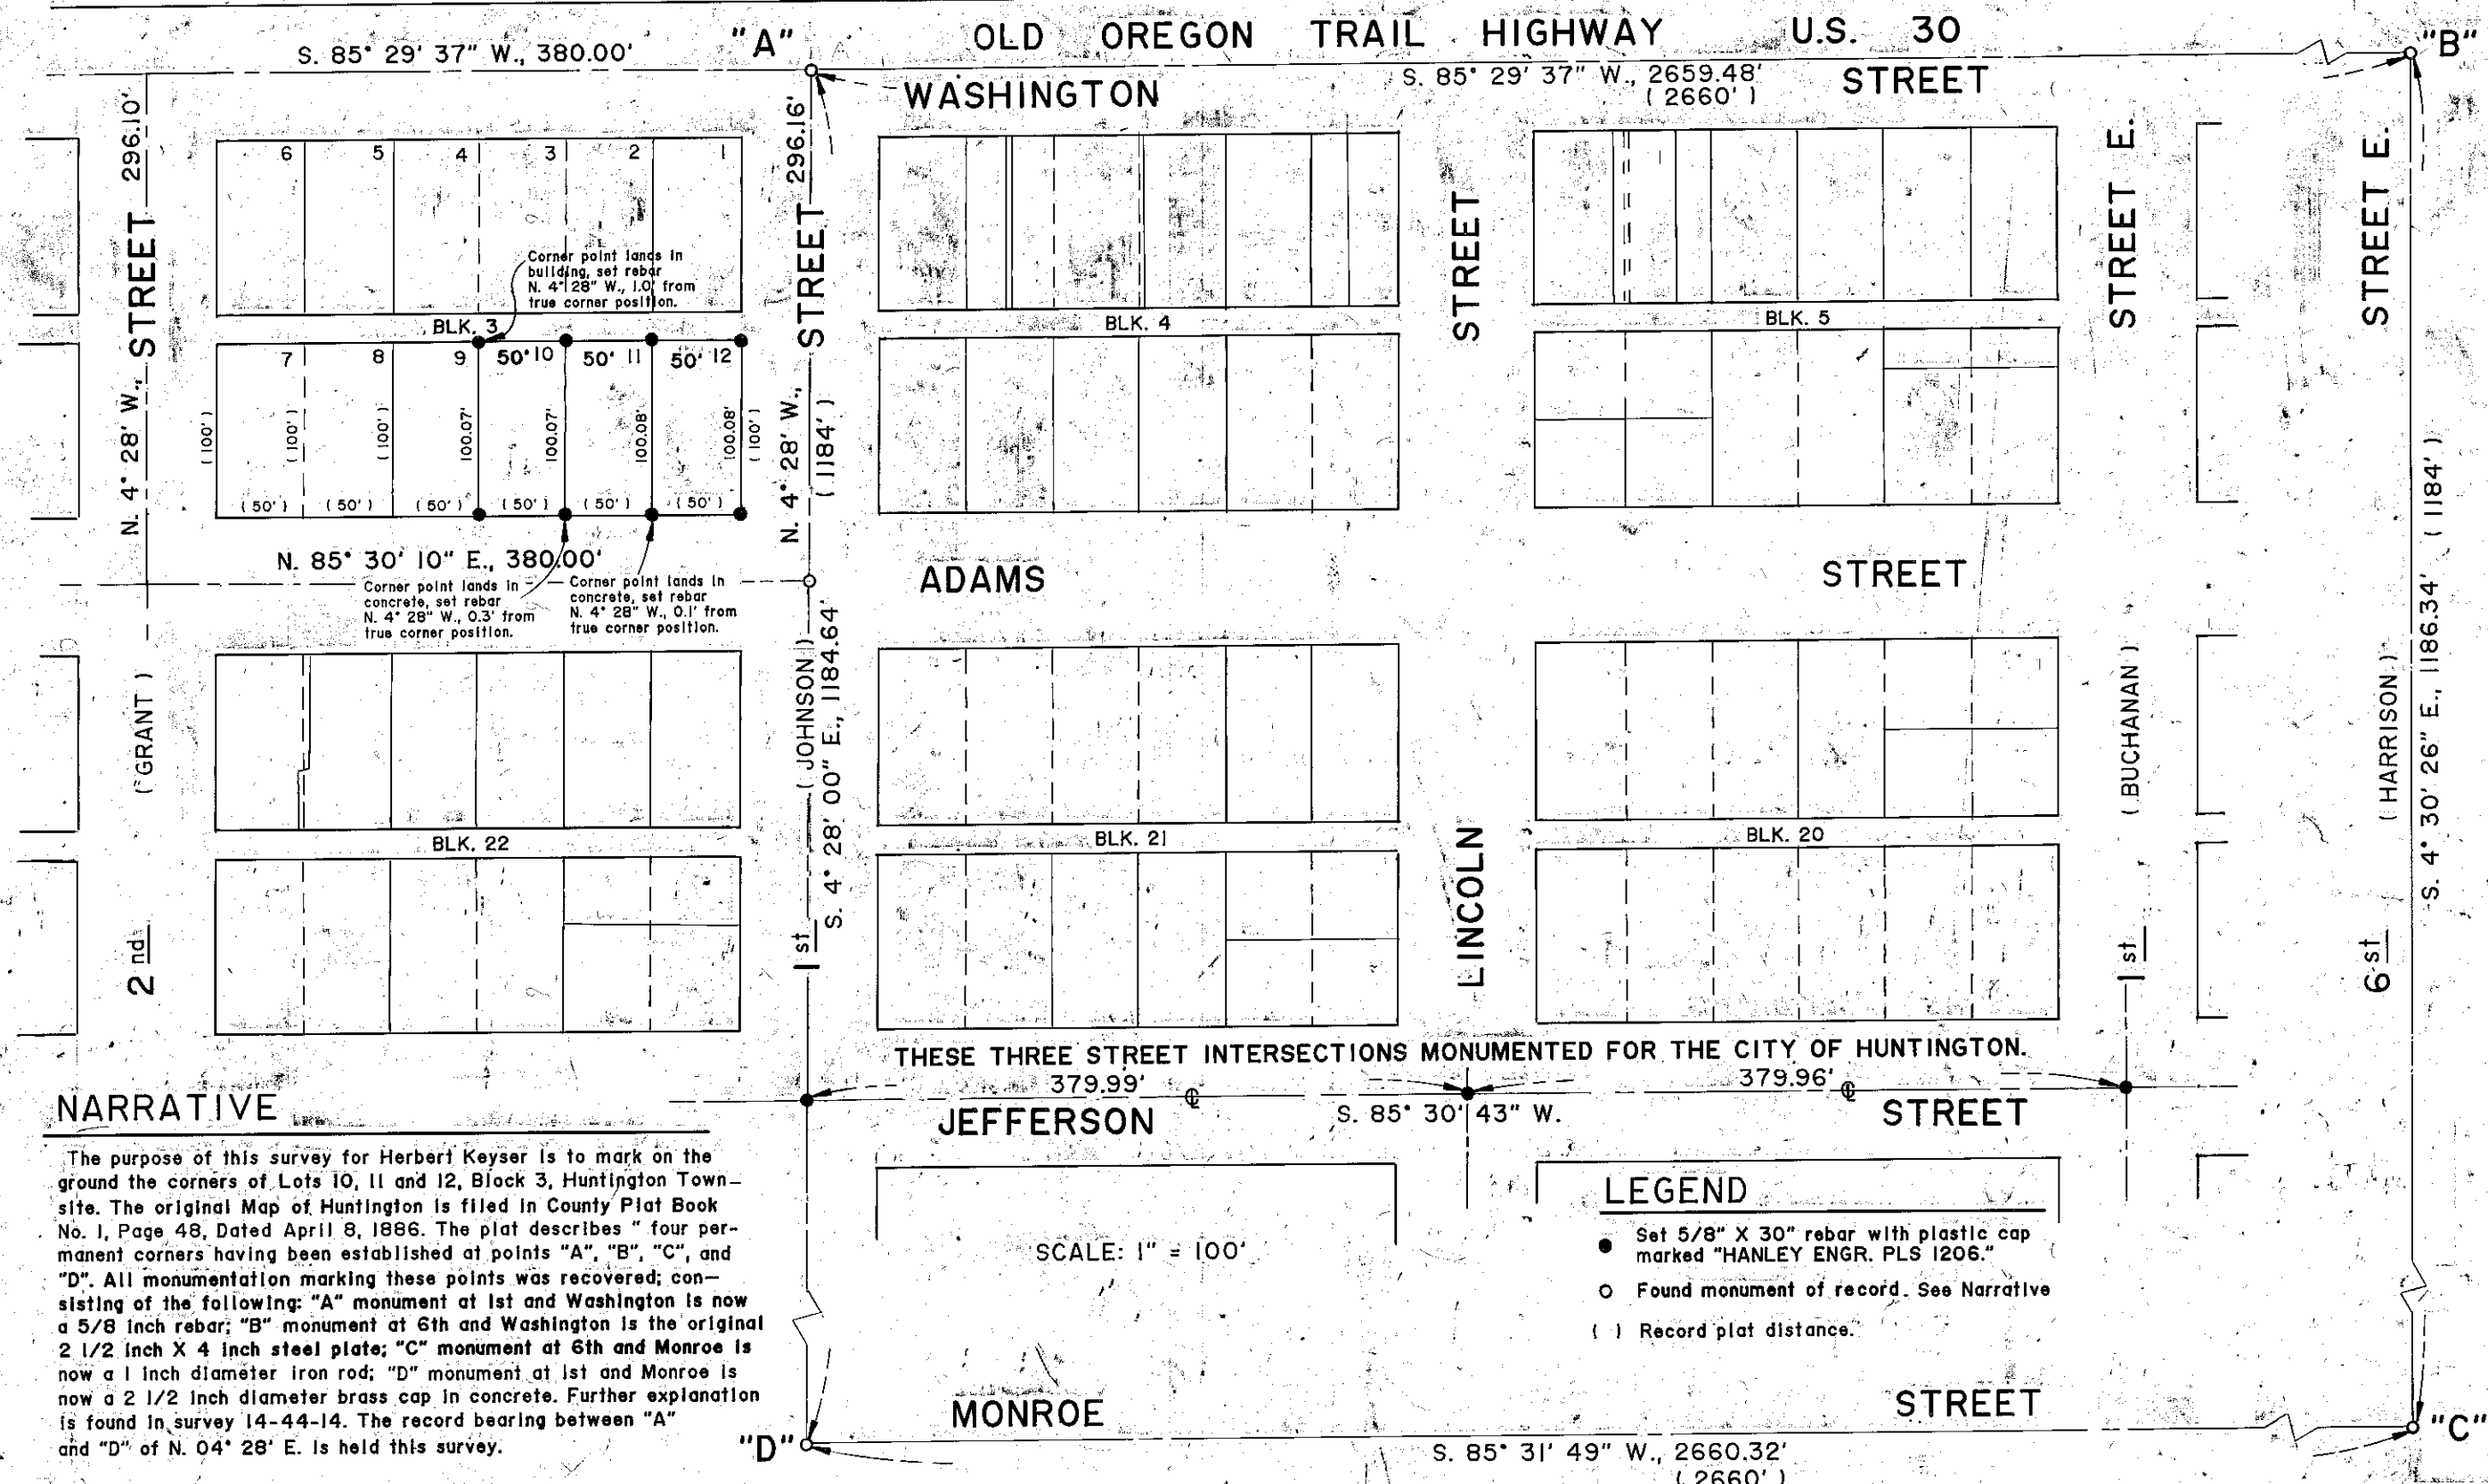 OLD OREGON TRAIL HIGHWAY U.S. 30
S. 85° 29' 37" W., 380.00'
"A"
"B"
S. 85° 29' 37" W., 2659.48'
( 2660' )
WASHINGTON STREET
N. 4° 28' W., 296.10'
STREET
2 nd
( GRANT )
6 5 4 3 2 1
Corner point lands in
building, set rebar
N. 4° 28" W., 1.0' from
true corner position.
BLK. 3
7 8 9 50' 10 50' 11 50' 12
( 100' ) ( 100' ) ( 100' ) 100.07' 100.07' 100.08' 100.08' ( 100' )
( 50' ) ( 50' ) ( 50' ) ( 50' ) ( 50' ) ( 50' )
N. 85° 30' 10" E., 380.00'
Corner point lands in
concrete, set rebar
N. 4° 28" W., 0.3' from
true corner position.
Corner point lands in
concrete, set rebar
N. 4° 28" W., 0.1' from
true corner position.
N. 4° 28' W., 296.16'
( 1184' )
STREET
1 st
( JOHNSON )
S. 4° 28' 00" E., 1184.64'
BLK. 4
BLK. 5
LINCOLN STREET
STREET E.
1 st
( BUCHANAN )
STREET E.
6 st
( HARRISON )
( 1184' )
S. 4° 30' 26" E., 1186.34'
ADAMS STREET
BLK. 22
BLK. 21
BLK. 20
THESE THREE STREET INTERSECTIONS MONUMENTED FOR THE CITY OF HUNTINGTON.
379.99' ℄
379.96' ℄
S. 85° 30' 43" W.
JEFFERSON STREET
NARRATIVE
The purpose of this survey for Herbert Keyser is to mark on the
ground the corners of Lots 10, 11 and 12, Block 3, Huntington Town-
site. The original Map of Huntington is filed in County Plat Book
No. 1, Page 48, Dated April 8, 1886. The plat describes " four per-
manent corners having been established at points "A", "B", "C", and
"D". All monumentation marking these points was recovered; con-
sisting of the following: "A" monument at 1st and Washington is now
a 5/8 inch rebar; "B" monument at 6th and Washington is the original
2 1/2 inch X 4 inch steel plate; "C" monument at 6th and Monroe is
now a 1 inch diameter iron rod; "D" monument at 1st and Monroe is
now a 2 1/2 inch diameter brass cap in concrete. Further explanation
is found in survey 14-44-14. The record bearing between "A"
and "D" of N. 04° 28' E. is held this survey.
SCALE: 1" = 100'
LEGEND
Set 5/8" X 30" rebar with plastic cap
marked "HANLEY ENGR. PLS 1206."
Found monument of record. See Narrative
( ) Record plat distance.
MONROE STREET
"D"
"C"
S. 85° 31' 49" W., 2660.32'
( 2660' )